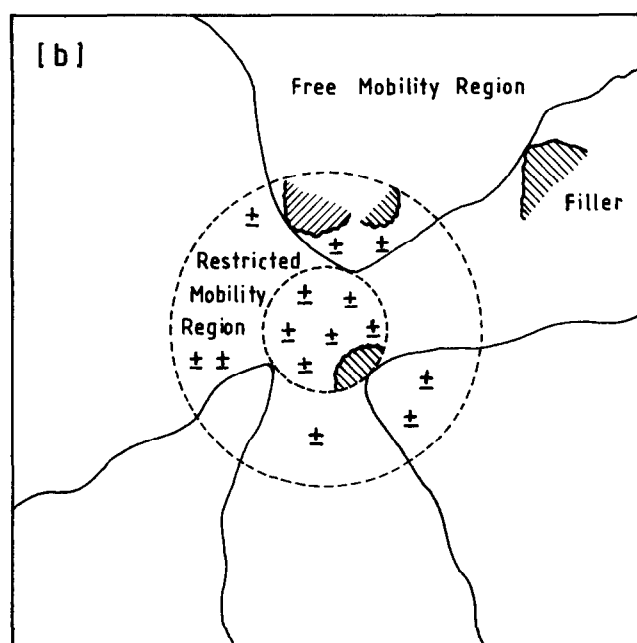 [b]
Free Mobility Region
Filler
±
± ±
Restricted
Mobility
Region
± ±
± ± ±
±
± ±
±
±
±